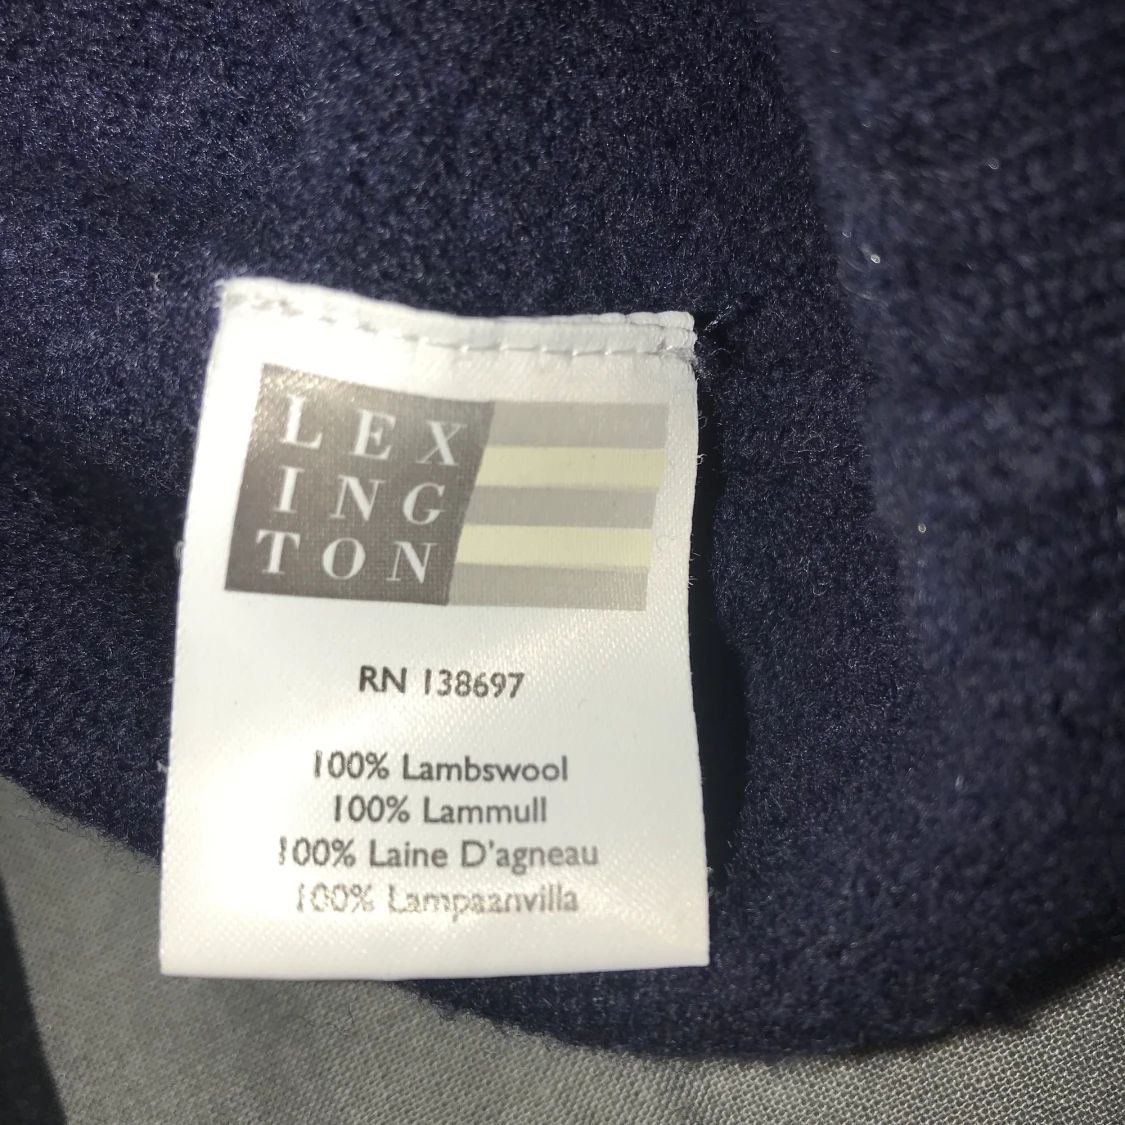 LEX
ING
TON
RN 138697
100% Lambswool
100% Lammull
100% Laine D'agneau
100% Lampaanvilla